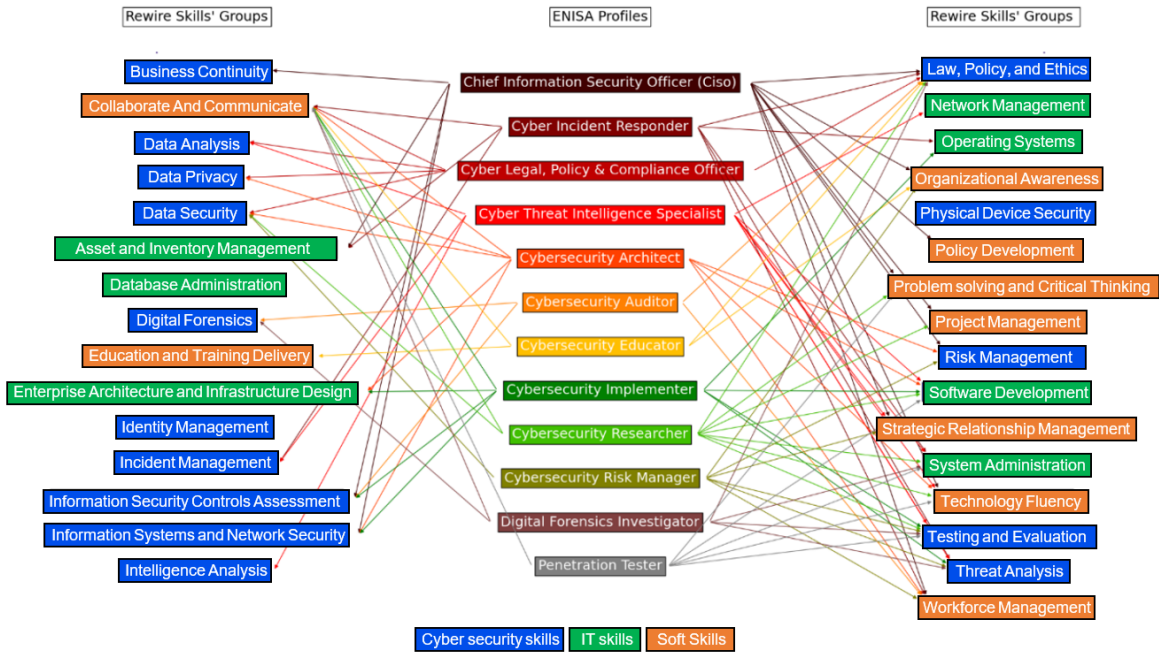 Rewire Skills' Groups
ENISA Profiles
Rewire Skills' Groups
Business Continuity
Collaborate And Communicate
Data Analysis
Data Privacy
Data Security
Asset and Inventory Management
Database Administration
Digital Forensics
Education and Training Delivery
Enterprise Architecture and Infrastructure Design
Identity Management
Incident Management
Information Security Controls Assessment
Information Systems and Network Security
Intelligence Analysis
Chief Information Security Officer (Ciso)
Cyber Incident Responder
Cyber Legal, Policy & Compliance Officer
Cyber Threat Intelligence Specialist
Cybersecurity Architect
Cybersecurity Auditor
Cybersecurity Educator
Cybersecurity Implementer
Cybersecurity Researcher
Cybersecurity Risk Manager
Digital Forensics Investigator
Penetration Tester
Law, Policy, and Ethics
Network Management
Operating Systems
Organizational Awareness
Physical Device Security
Policy Development
Problem solving and Critical Thinking
Project Management
Risk Management
Software Development
Strategic Relationship Management
System Administration
Technology Fluency
Testing and Evaluation
Threat Analysis
Workforce Management
Cyber security skills
IT skills
Soft Skills